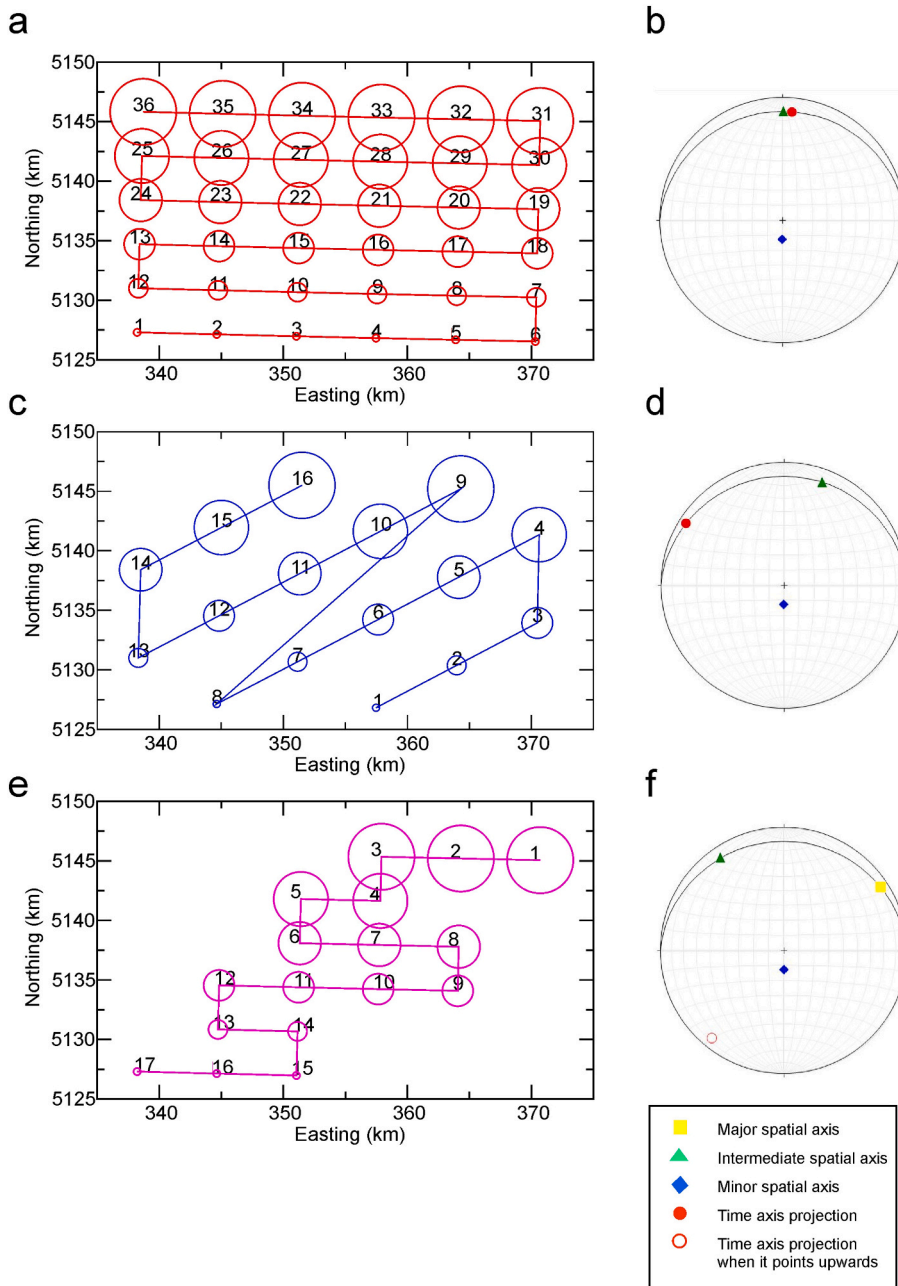 a
b
5150
5145
5140
5135
5130
5125
Northing (km)
36 35 34 33 32 31
25 26 27 28 29 30
24 23 22 21 20 19
13 14 15 16 17 18
12 11 10 9 8 7
1 2 3 4 5 6
340 350 360 370
Easting (km)
c
d
5150
5145
5140
5135
5130
5125
Northing (km)
16 9
15 10 4
14 11 5
12 6 3
13 7 2
8 1
340 350 360 370
Easting (km)
e
f
5150
5145
5140
5135
5130
5125
Northing (km)
3 2 1
5 4
6 7 8
12 11 10 9
13 14
17 16 15
340 350 360 370
Easting (km)
Major spatial axis
Intermediate spatial axis
Minor spatial axis
Time axis projection
Time axis projection
when it points upwards